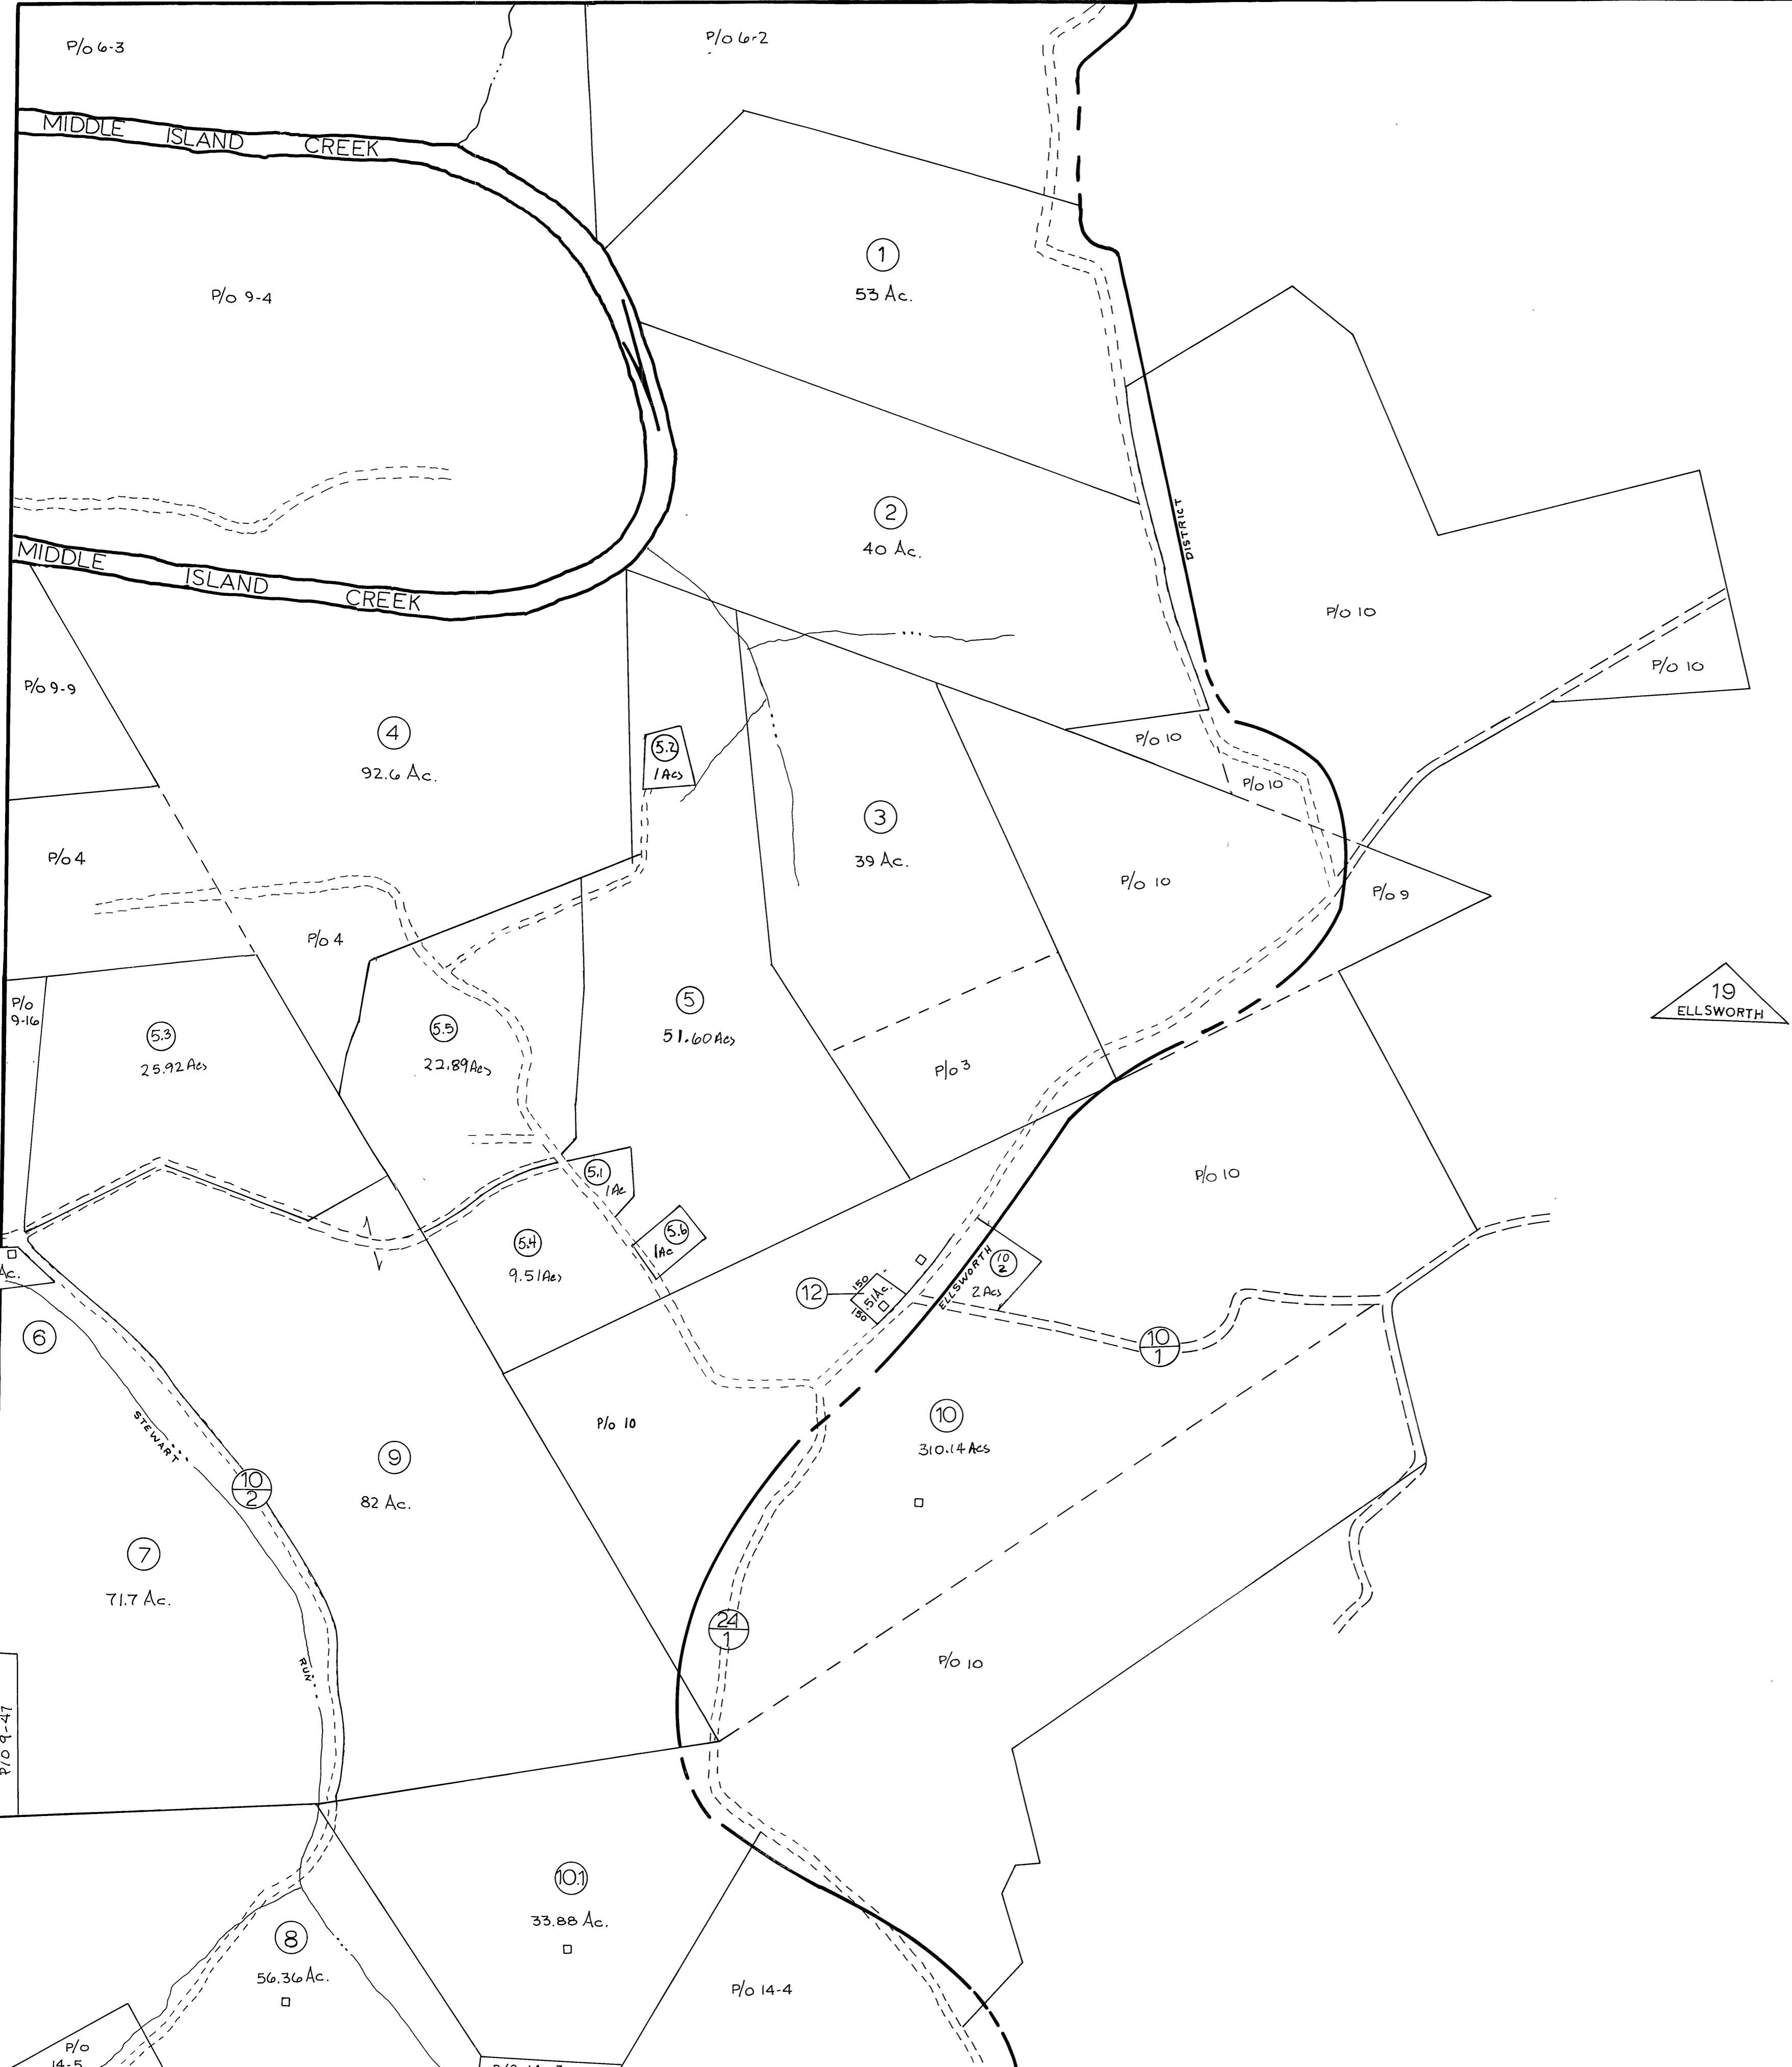 P/o 6-3
P/o 6-2
MIDDLE ISLAND CREEK
P/o 9-4
1
53 Ac.
2
40 Ac.
DISTRICT
MIDDLE ISLAND CREEK
P/o 10
P/o 10
P/o 9-9
4
92.6 Ac.
5.2
1 Acs
P/o 10
P/o 10
3
39 Ac.
P/o 4
P/o 10
P/o 9
P/o 4
P/o
9-16
5.3
25.92 Acs
5.5
22.89 Acs
5
51.60 Acs
P/o 3
19
ELLSWORTH
5.1
1 Ac
P/o 10
5.6
1 Ac
5.4
9.51 Acs
12
150
.51 Ac.
150
ELLSWORTH
10
2
2 Acs
Ac.
6
10
1
STEWART
P/o 10
10
310.14 Acs
9
82 Ac.
10
2
7
71.7 Ac.
24
1
RUN
P/o 10
P/o 9-47
10.1
33.88 Ac.
8
56.36 Ac.
P/o 14-4
P/o
14-5